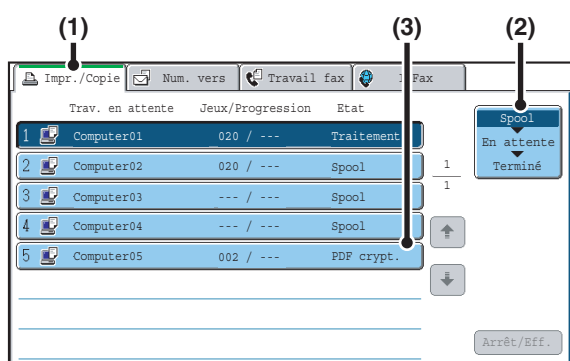 (1) (3) (2)
Impr./Copie Num. vers Travail fax I-Fax
Trav. en attente Jeux/Progression Etat
1 Computer01 020 / --- Traitement
2 Computer02 020 / --- Spool
3 Computer03 --- / --- Spool
4 Computer04 --- / --- Spool
5 Computer05 002 / --- PDF crypt.
1
1
Spool
En attente
Terminé
Arrêt/Eff.